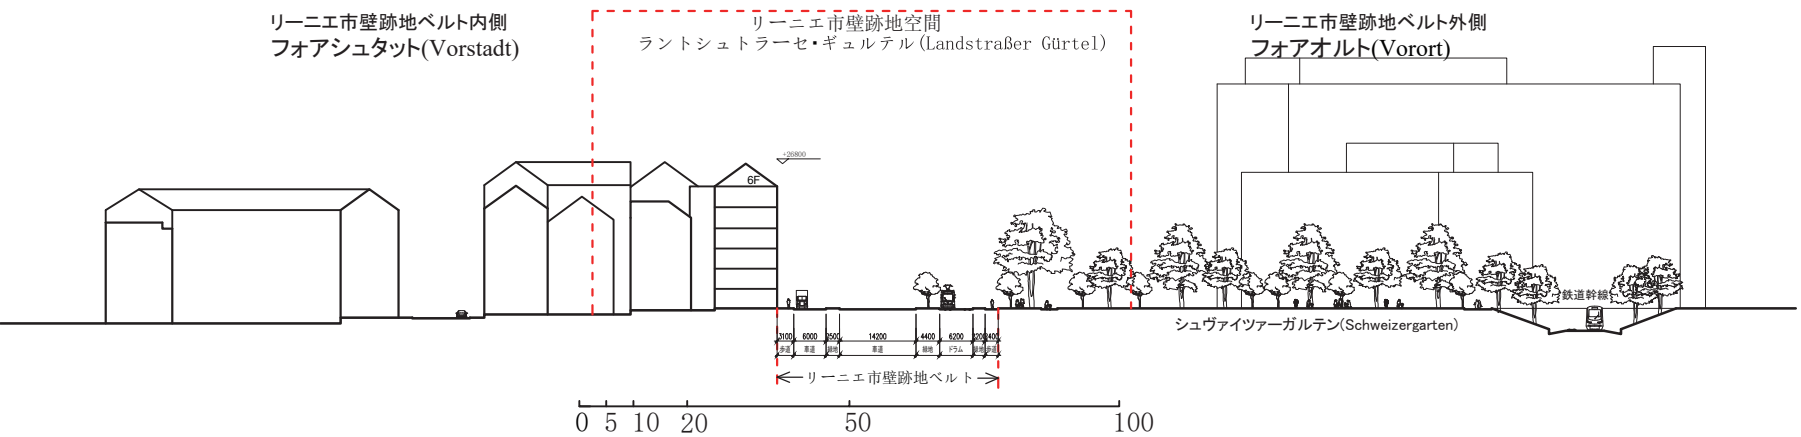 リーニエ市壁跡地ベルト内側
フォアシュタット(Vorstadt)
リーニエ市壁跡地空間
ラントシュトラーセ・ギュルテル(Landstraßer Gürtel)
リーニエ市壁跡地ベルト外側
フォアオルト(Vorort)
+26800
6F
鉄道幹線
シュヴァイツァーガルテン(Schweizergarten)
3100 6000 2500 14200 4400 6200 2200 2400
歩道 車道 緑地 車道 緑地 トラム 緑地 歩道
リーニエ市壁跡地ベルト
0 5 10 20 50 100